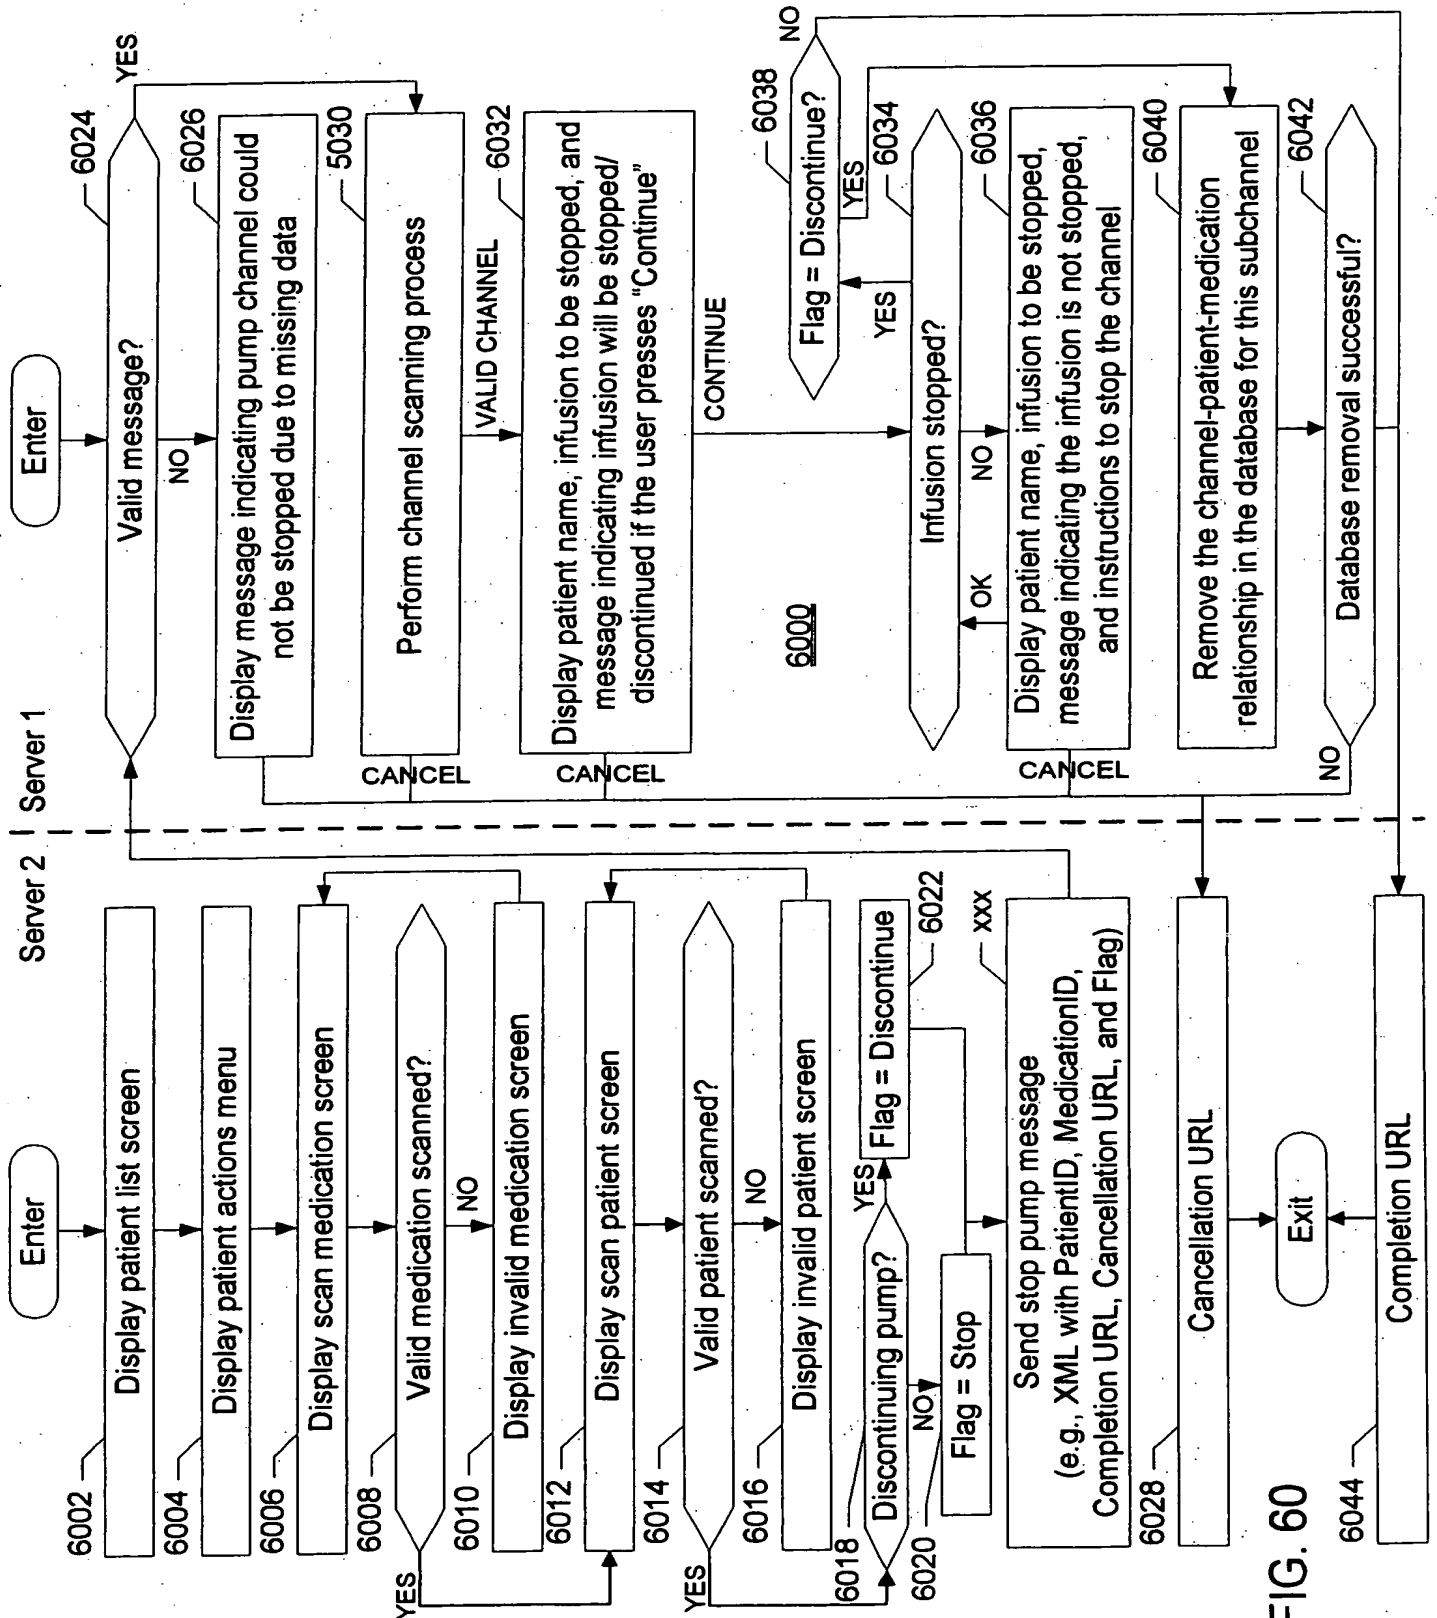 Server 2
Server 1
Enter
6002
Display patient list screen
6004
Display patient actions menu
6006
Display scan medication screen
6008
Valid medication scanned?
YES
NO
6010
Display invalid medication screen
6012
Display scan patient screen
6014
Valid patient scanned?
YES
NO
6016
Display invalid patient screen
6018
Discontinuing pump?
YES
Flag = Discontinue
6022
NO
6020
Flag = Stop
XXX
Send stop pump message
(e.g., XML with PatientID, MedicationID,
Completion URL, Cancellation URL, and Flag)
6028
Cancellation URL
Exit
6044
Completion URL
Enter
6024
Valid message?
YES
NO
6026
Display message indicating pump channel could
not be stopped due to missing data
5030
Perform channel scanning process
CANCEL
VALID CHANNEL
6032
Display patient name, infusion to be stopped, and
message indicating infusion will be stopped/
discontinued if the user presses "Continue"
CANCEL
CONTINUE
6000
6038
Flag = Discontinue?
NO
YES
YES
6034
Infusion stopped?
OK
NO
6036
Display patient name, infusion to be stopped,
message indicating the infusion is not stopped,
and instructions to stop the channel
CANCEL
6040
Remove the channel-patient-medication
relationship in the database for this subchannel
6042
Database removal successful?
NO
FIG. 60